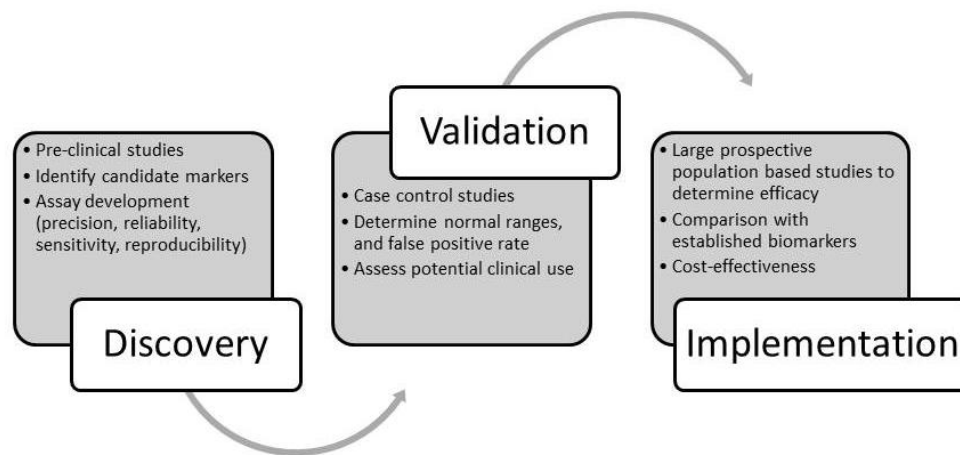 • Pre-clinical studies
• Identify candidate markers
• Assay development
(precision, reliability,
sensitivity, reproducibility)
Discovery
Validation
• Case control studies
• Determine normal ranges,
and false positive rate
• Assess potential clinical use
• Large prospective
population based studies to
determine efficacy
• Comparison with
established biomarkers
• Cost-effectiveness
Implementation